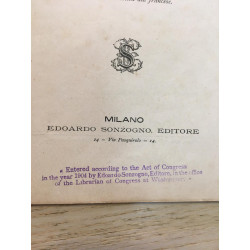 MILANO
EDOARDO SONZOGNO, EDITORE
14 — Via Pasquirolo — 14.
« Entered according to the Act of Congress
in the year 1904 by Edoardo Sonzogno, Editore, in the office
of the Librarian of Congress at Washington. »